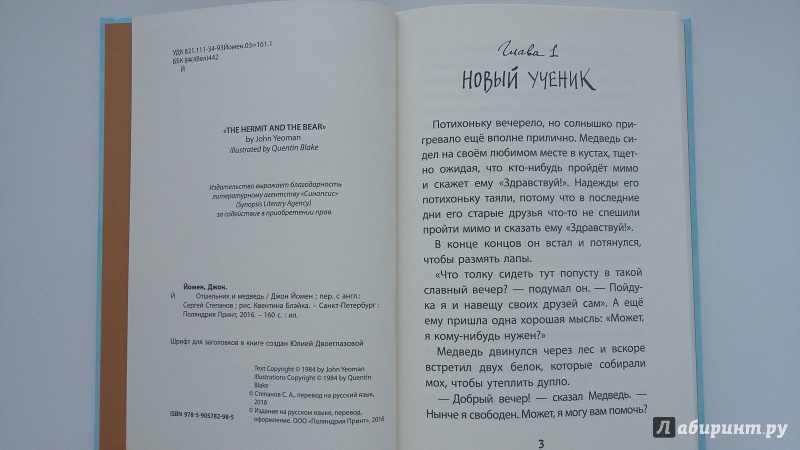 УДК 821.111-34-93Йомен.03=161.1
ББК 84(4Вел)442
Й
«THE HERMIT AND THE BEAR»
by John Yeoman
Illustrated by Quentin Blake
Издательство выражает благодарность
литературному агентству «Синопсис»
(Synopsis Literary Agency)
за содействие в приобретении прав.
Йомен, Джон.
Й Отшельник и медведь / Джон Йомен ; пер. с англ.:
Сергей Степанов ; рис. Квентина Блэйка. – Санкт-Петербург :
Поляндрия Принт, 2016. – 160 с. : ил.
Шрифт для заголовков в книге создан Юлией Двоеглазовой
Text Copyright © 1984 by John Yeoman
Illustrations Copyright © 1984 by Quentin
Blake
© Степанов С. А., перевод на русский язык,
2016
© Издание на русском языке, перевод,
ISBN 978-5-905782-98-5 оформление. ООО «Поляндрия Принт», 2016
Глава 1
НОВЫЙ УЧЕНИК
Потихоньку вечерело, но солнышко при-
гревало ещё вполне прилично. Медведь си-
дел на своём любимом месте в кустах, тщет-
но ожидая, что кто-нибудь пройдёт мимо
и скажет ему «Здравствуй!». Надежды его
потихоньку таяли, потому что в последние
дни его старые друзья что-то не спешили
пройти мимо и сказать ему «Здравствуй!».
В конце концов он встал и потянулся,
чтобы размять лапы.
«Что толку сидеть тут попусту в такой
славный вечер? — подумал он. — Пойду-
ка я и навещу своих друзей сам». А ещё
ему пришла одна хорошая мысль: «Может,
я кому-нибудь нужен?»
Медведь двинулся через лес и вскоре
встретил двух белок, которые собирали
мох, чтобы утеплить дупло.
— Добрый вечер! — сказал Медведь. —
Нынче я свободен. Может, я могу вам помочь?
3
Лабиринт.ру